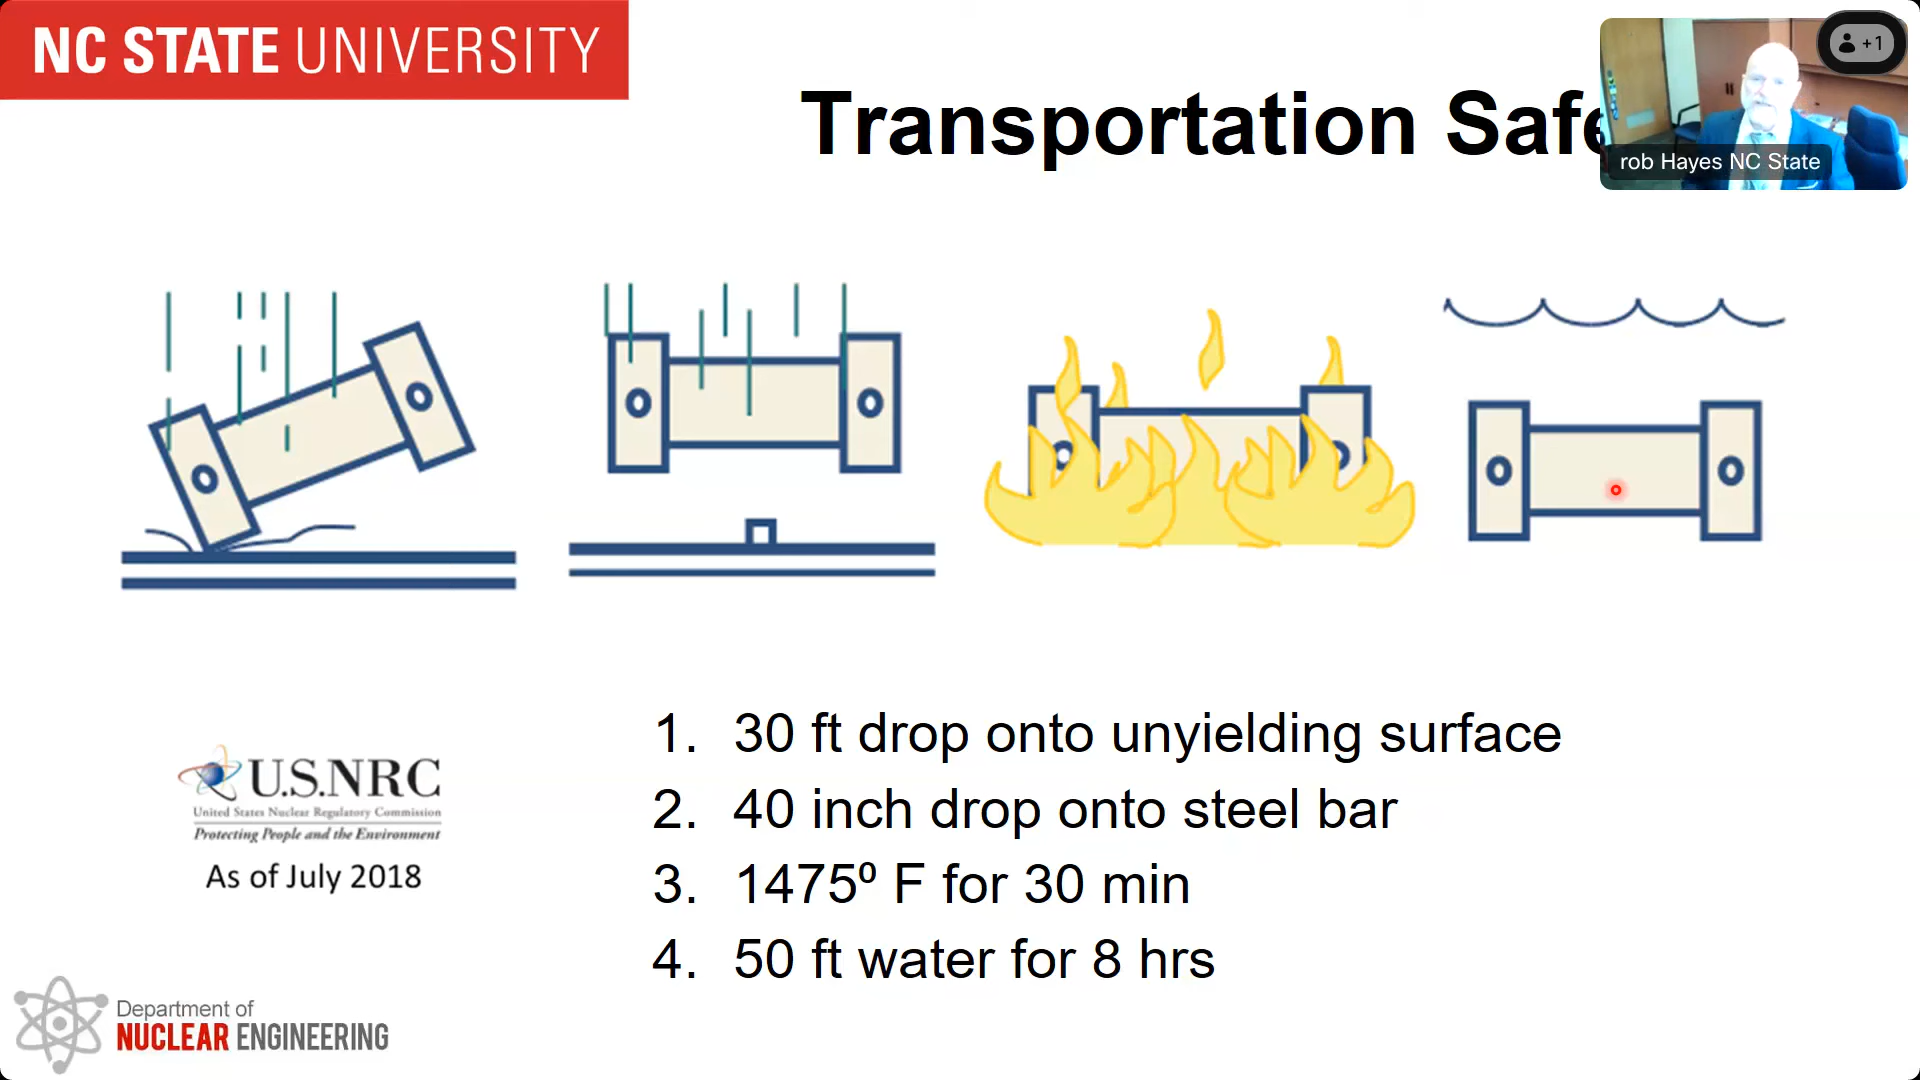 NC STATE UNIVERSITY
+1
Transportation Safe
rob Hayes NC State
1. 30 ft drop onto unyielding surface
2. 40 inch drop onto steel bar
3. 1475º F for 30 min
4. 50 ft water for 8 hrs
U.S.NRC
United States Nuclear Regulatory Commission
Protecting People and the Environment
As of July 2018
Department of
NUCLEAR ENGINEERING